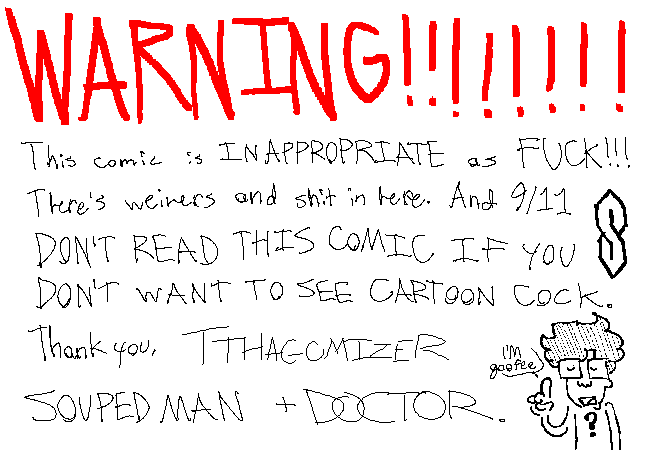 WARNING!!!!!!!!
This comic is INAPPROPRIATE as FUCK!!!
There's weiners and shit in here. And 9/11
DON'T READ THIS COMIC IF YOU
DON'T WANT TO SEE CARTOON COCK.
Thank you, TTHAGOMIZER
SOUPED MAN + DOCTOR.
I'M
goofee
?